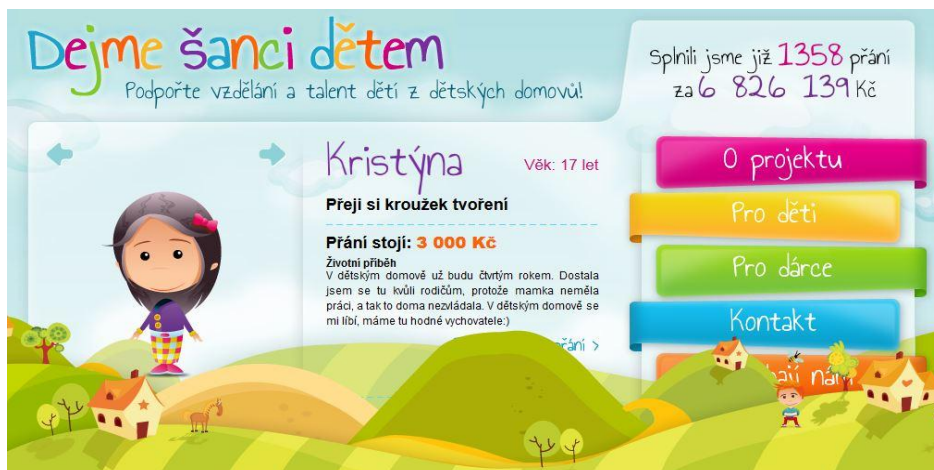 Dejme šanci dětem
Podpořte vzdělání a talent dětí z dětských domovů!
Splnili jsme již 1358 přání
za 6 826 139 Kč
Kristýna
Věk: 17 let
Přeji si kroužek tvoření
Přání stojí: 3 000 Kč
Životní příběh
V dětským domově už budu čtvrtým rokem. Dostala
jsem se tu kvůli rodičům, protože mamka neměla
práci, a tak to doma nezvládala. V dětským domově se
mi líbí, máme tu hodné vychovatele:)
přání >
O projektu
Pro děti
Pro dárce
Kontakt